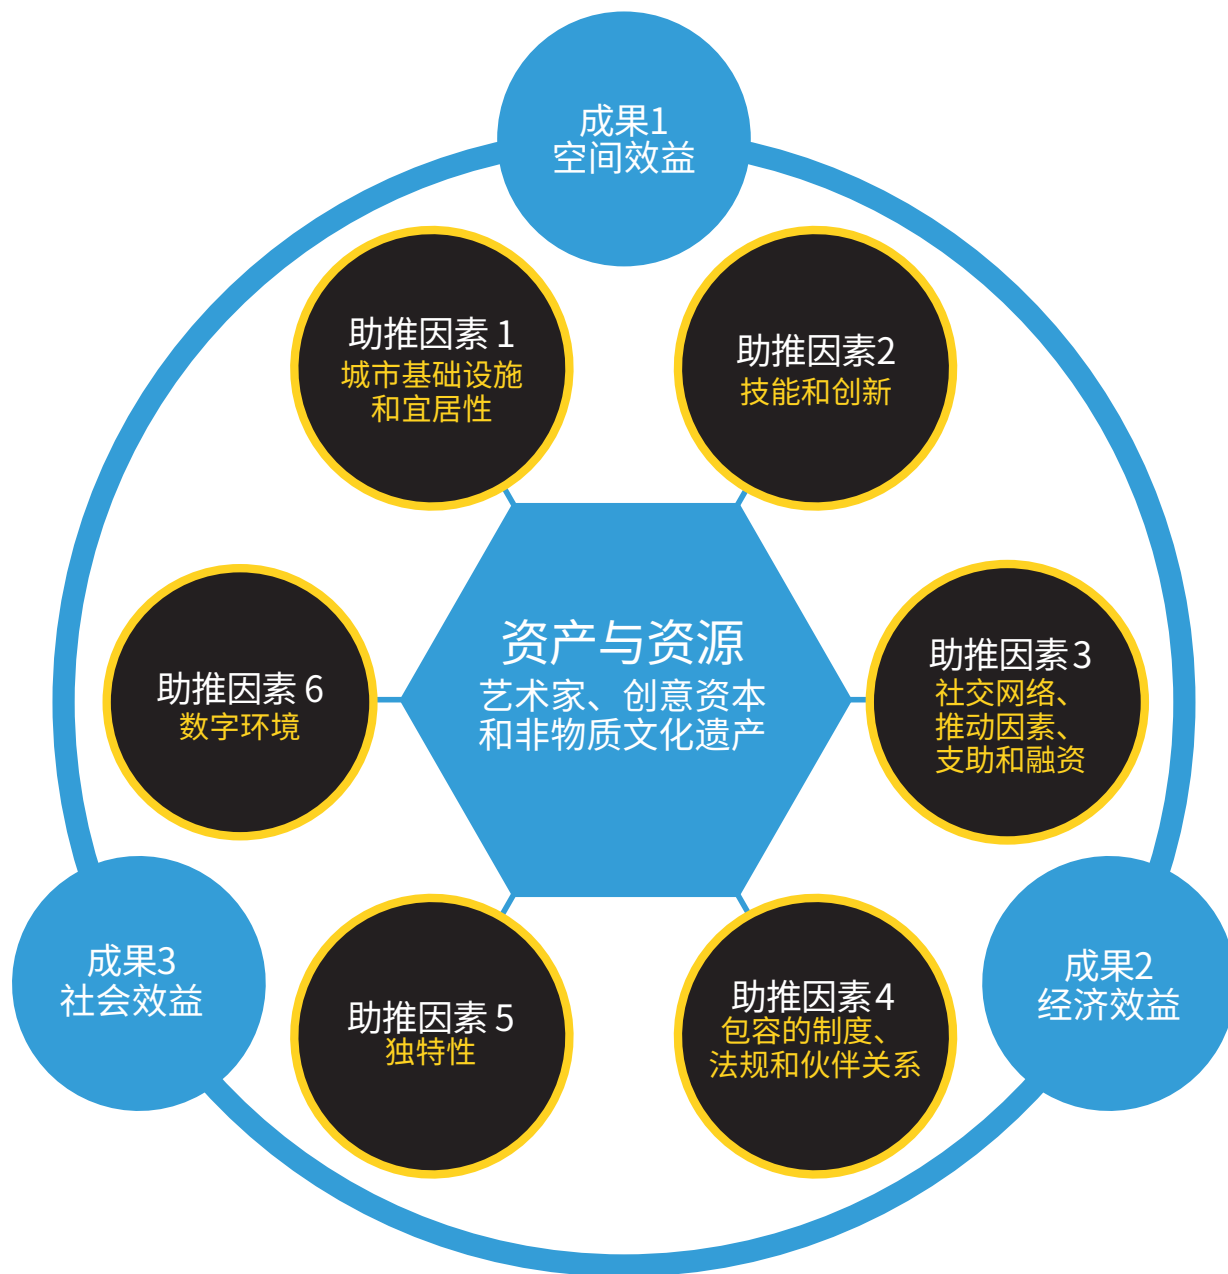 成果1
空间效益
助推因素 1
城市基础设施
和宜居性
助推因素2
技能和创新
资产与资源
艺术家、创意资本
和非物质文化遗产
助推因素3
社交网络、
推动因素、
支助和融资
助推因素 6
数字环境
成果3
社会效益
助推因素 5
独特性
助推因素4
包容的制度、
法规和伙伴关系
成果2
经济效益